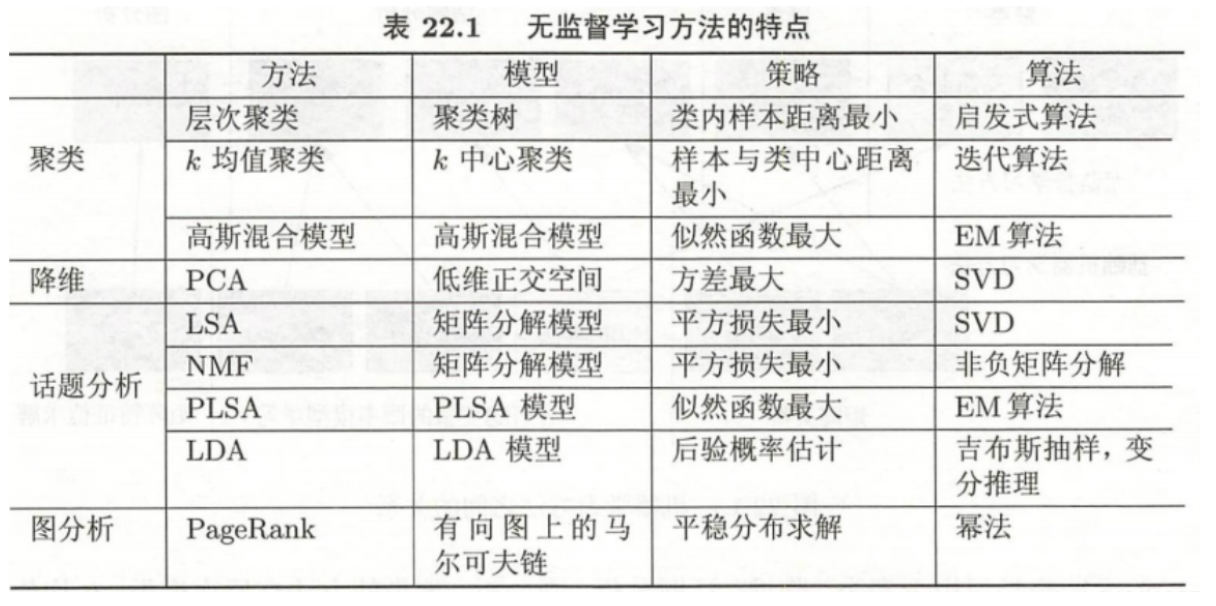 表 22.1 无监督学习方法的特点
方法 模型 策略 算法
层次聚类 聚类树 类内样本距离最小 启发式算法
聚类 k 均值聚类 k 中心聚类 样本与类中心距离 迭代算法
最小
高斯混合模型 高斯混合模型 似然函数最大 EM 算法
降维 PCA 低维正交空间 方差最大 SVD
LSA 矩阵分解模型 平方损失最小 SVD
NMF 矩阵分解模型 平方损失最小 非负矩阵分解
话题分析
PLSA PLSA 模型 似然函数最大 EM 算法
LDA LDA 模型 后验概率估计 吉布斯抽样，变
分推理
图分析 PageRank 有向图上的马 平稳分布求解 幂法
尔可夫链